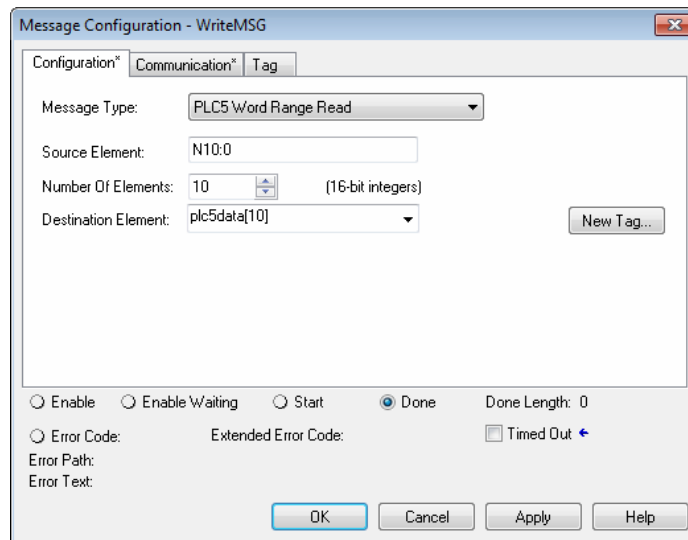 Message Configuration - WriteMSG
Configuration* Communication* Tag
Message Type: PLC5 Word Range Read
Source Element: N10:0
Number Of Elements: 10 (16-bit integers)
Destination Element: plc5data[10] New Tag...
Enable Enable Waiting Start Done Done Length: 0
Error Code: Extended Error Code: Timed Out
Error Path:
Error Text:
OK Cancel Apply Help